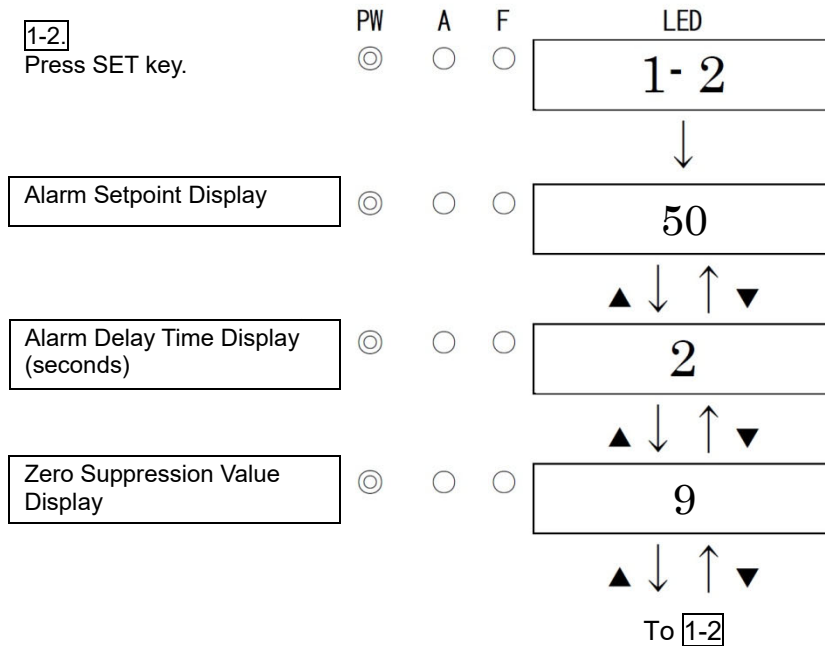 PW A F LED
1-2.
Press SET key.
1- 2
↓
Alarm Setpoint Display
50
▲ ↓ ↑ ▼
Alarm Delay Time Display
(seconds)
2
▲ ↓ ↑ ▼
Zero Suppression Value
Display
9
▲ ↓ ↑ ▼
To 1-2